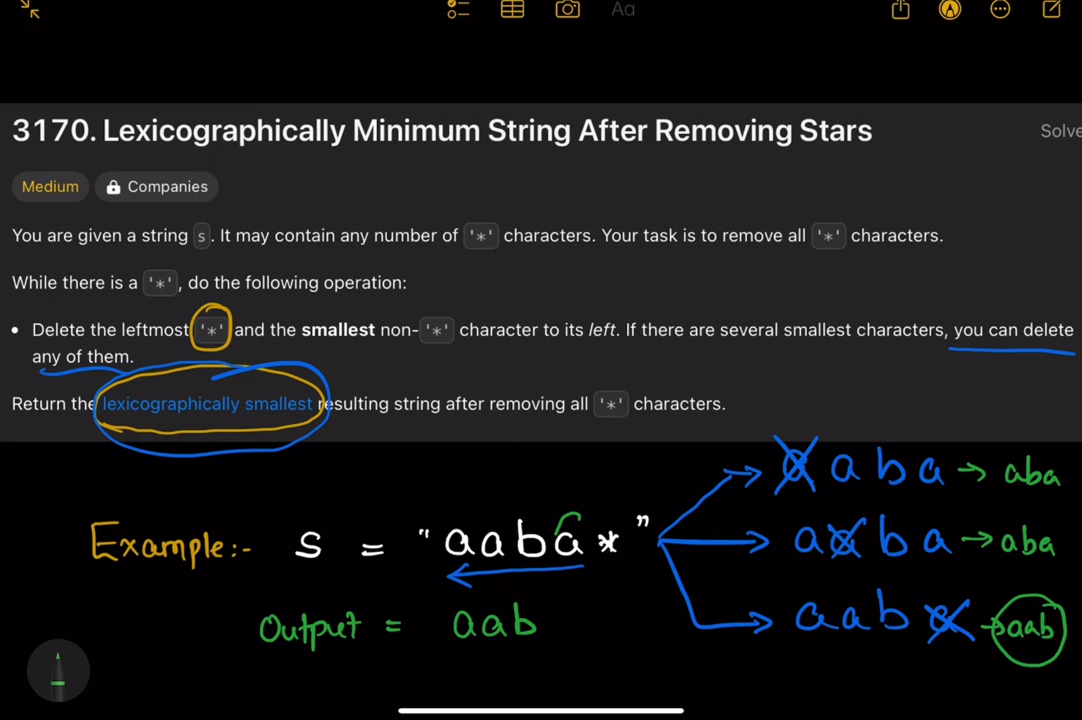 Aa
3170. Lexicographically Minimum String After Removing Stars
Solve
Medium
Companies
You are given a string s. It may contain any number of '*' characters. Your task is to remove all '*' characters.
While there is a '*', do the following operation:
• Delete the leftmost '*' and the smallest non-'*' character to its left. If there are several smallest characters, you can delete
any of them.
Return the lexicographically smallest resulting string after removing all '*' characters.
a a b a → aba
Example:- s = "aaba*"
a a b a → aba
Output = aab
a a b a → aab